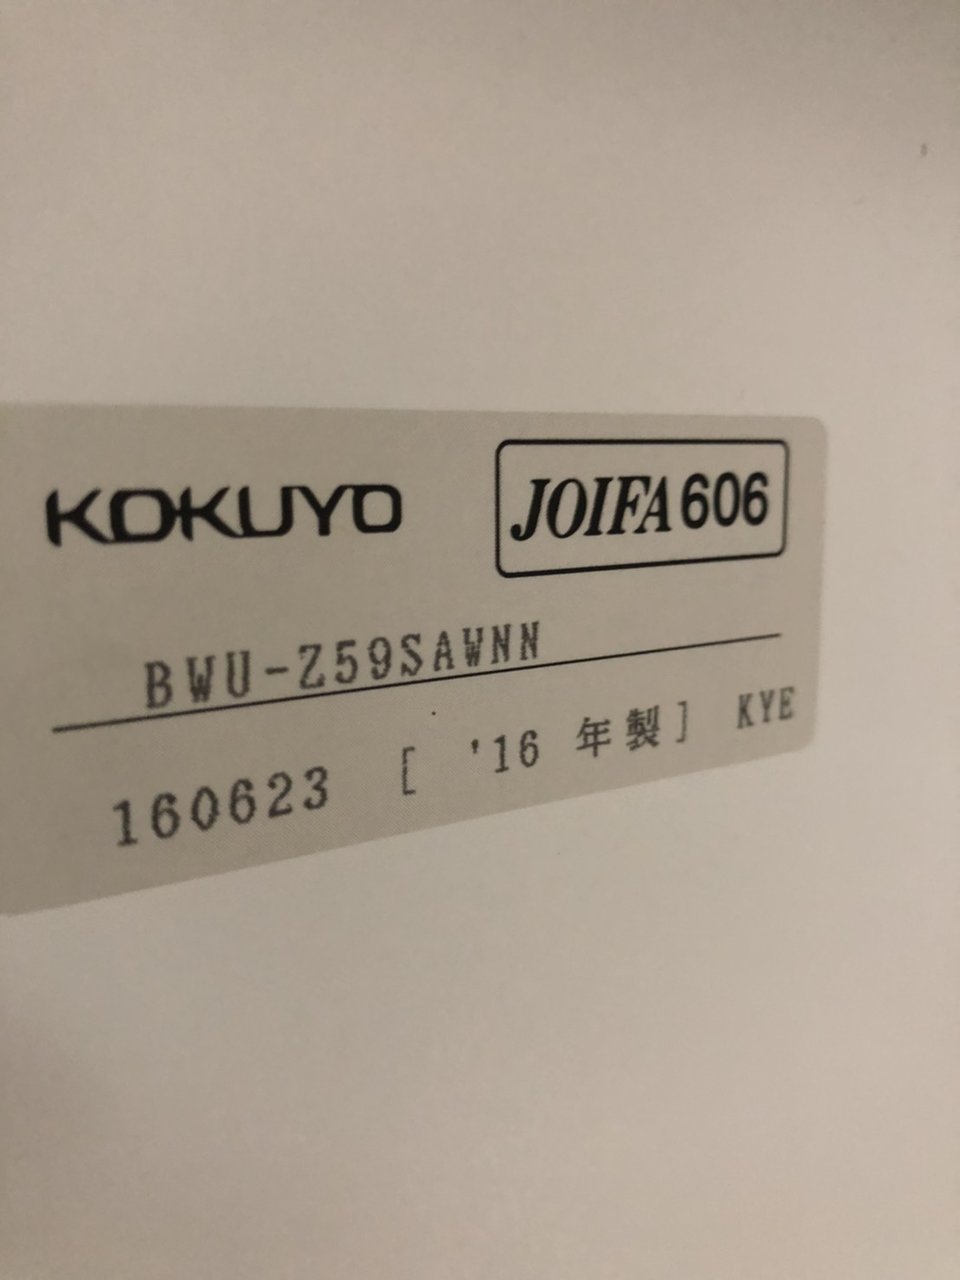 KOKUYO JOIFA606
BWU-Z59SAWNN
160623 [ '16 年製] KYE